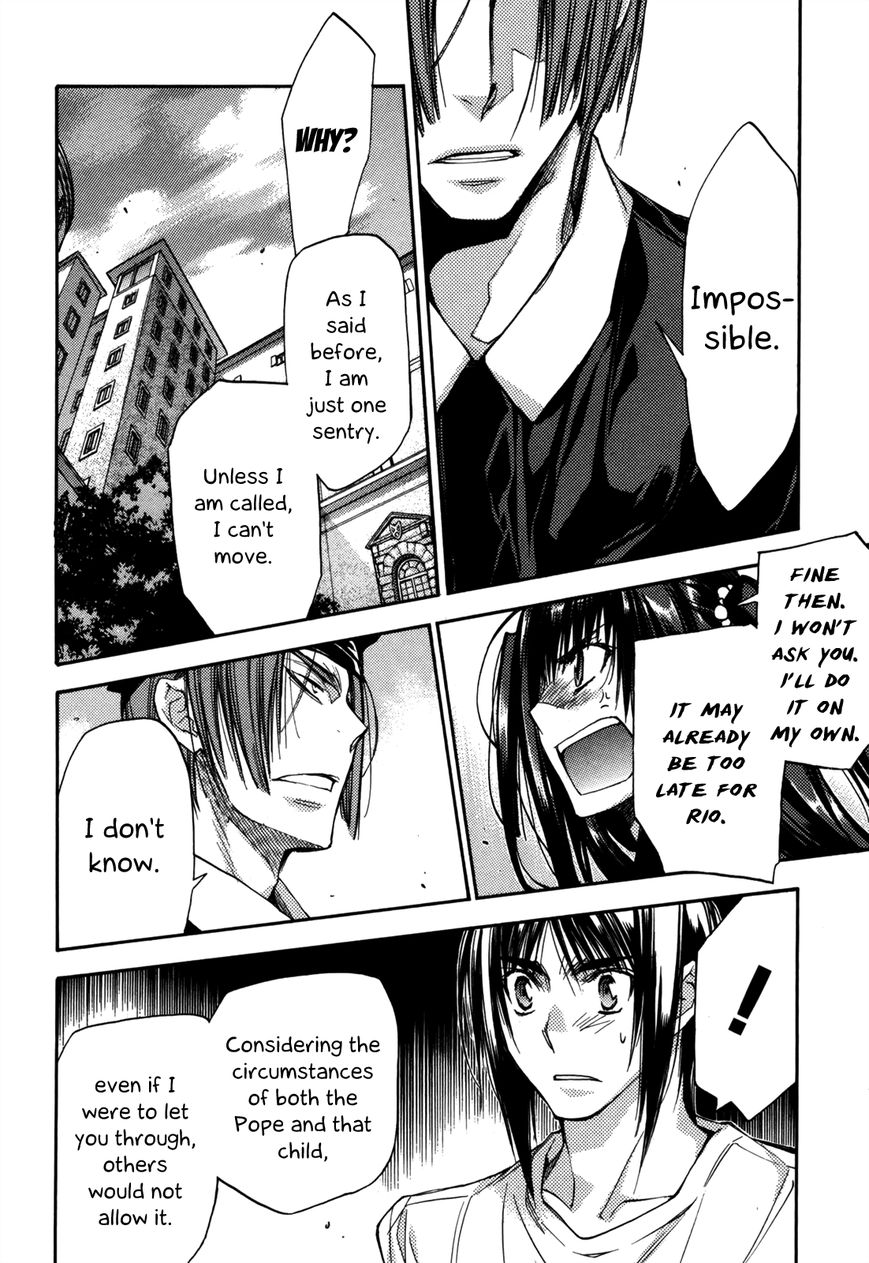 Impos-
sible.
WHY?
As I
said
before,
I am
just one
sentry.
Unless I
am called,
I can't
move.
FINE
THEN.
I WON'T
ASK YOU.
I'LL DO
IT ON
MY OWN.
IT MAY
ALREADY
BE TOO
LATE FOR
RIO.
I don't
know.
!
Considering the
circumstances
of both the
Pope and that
child,
even if I
were to let
you through,
others
would not
allow it.